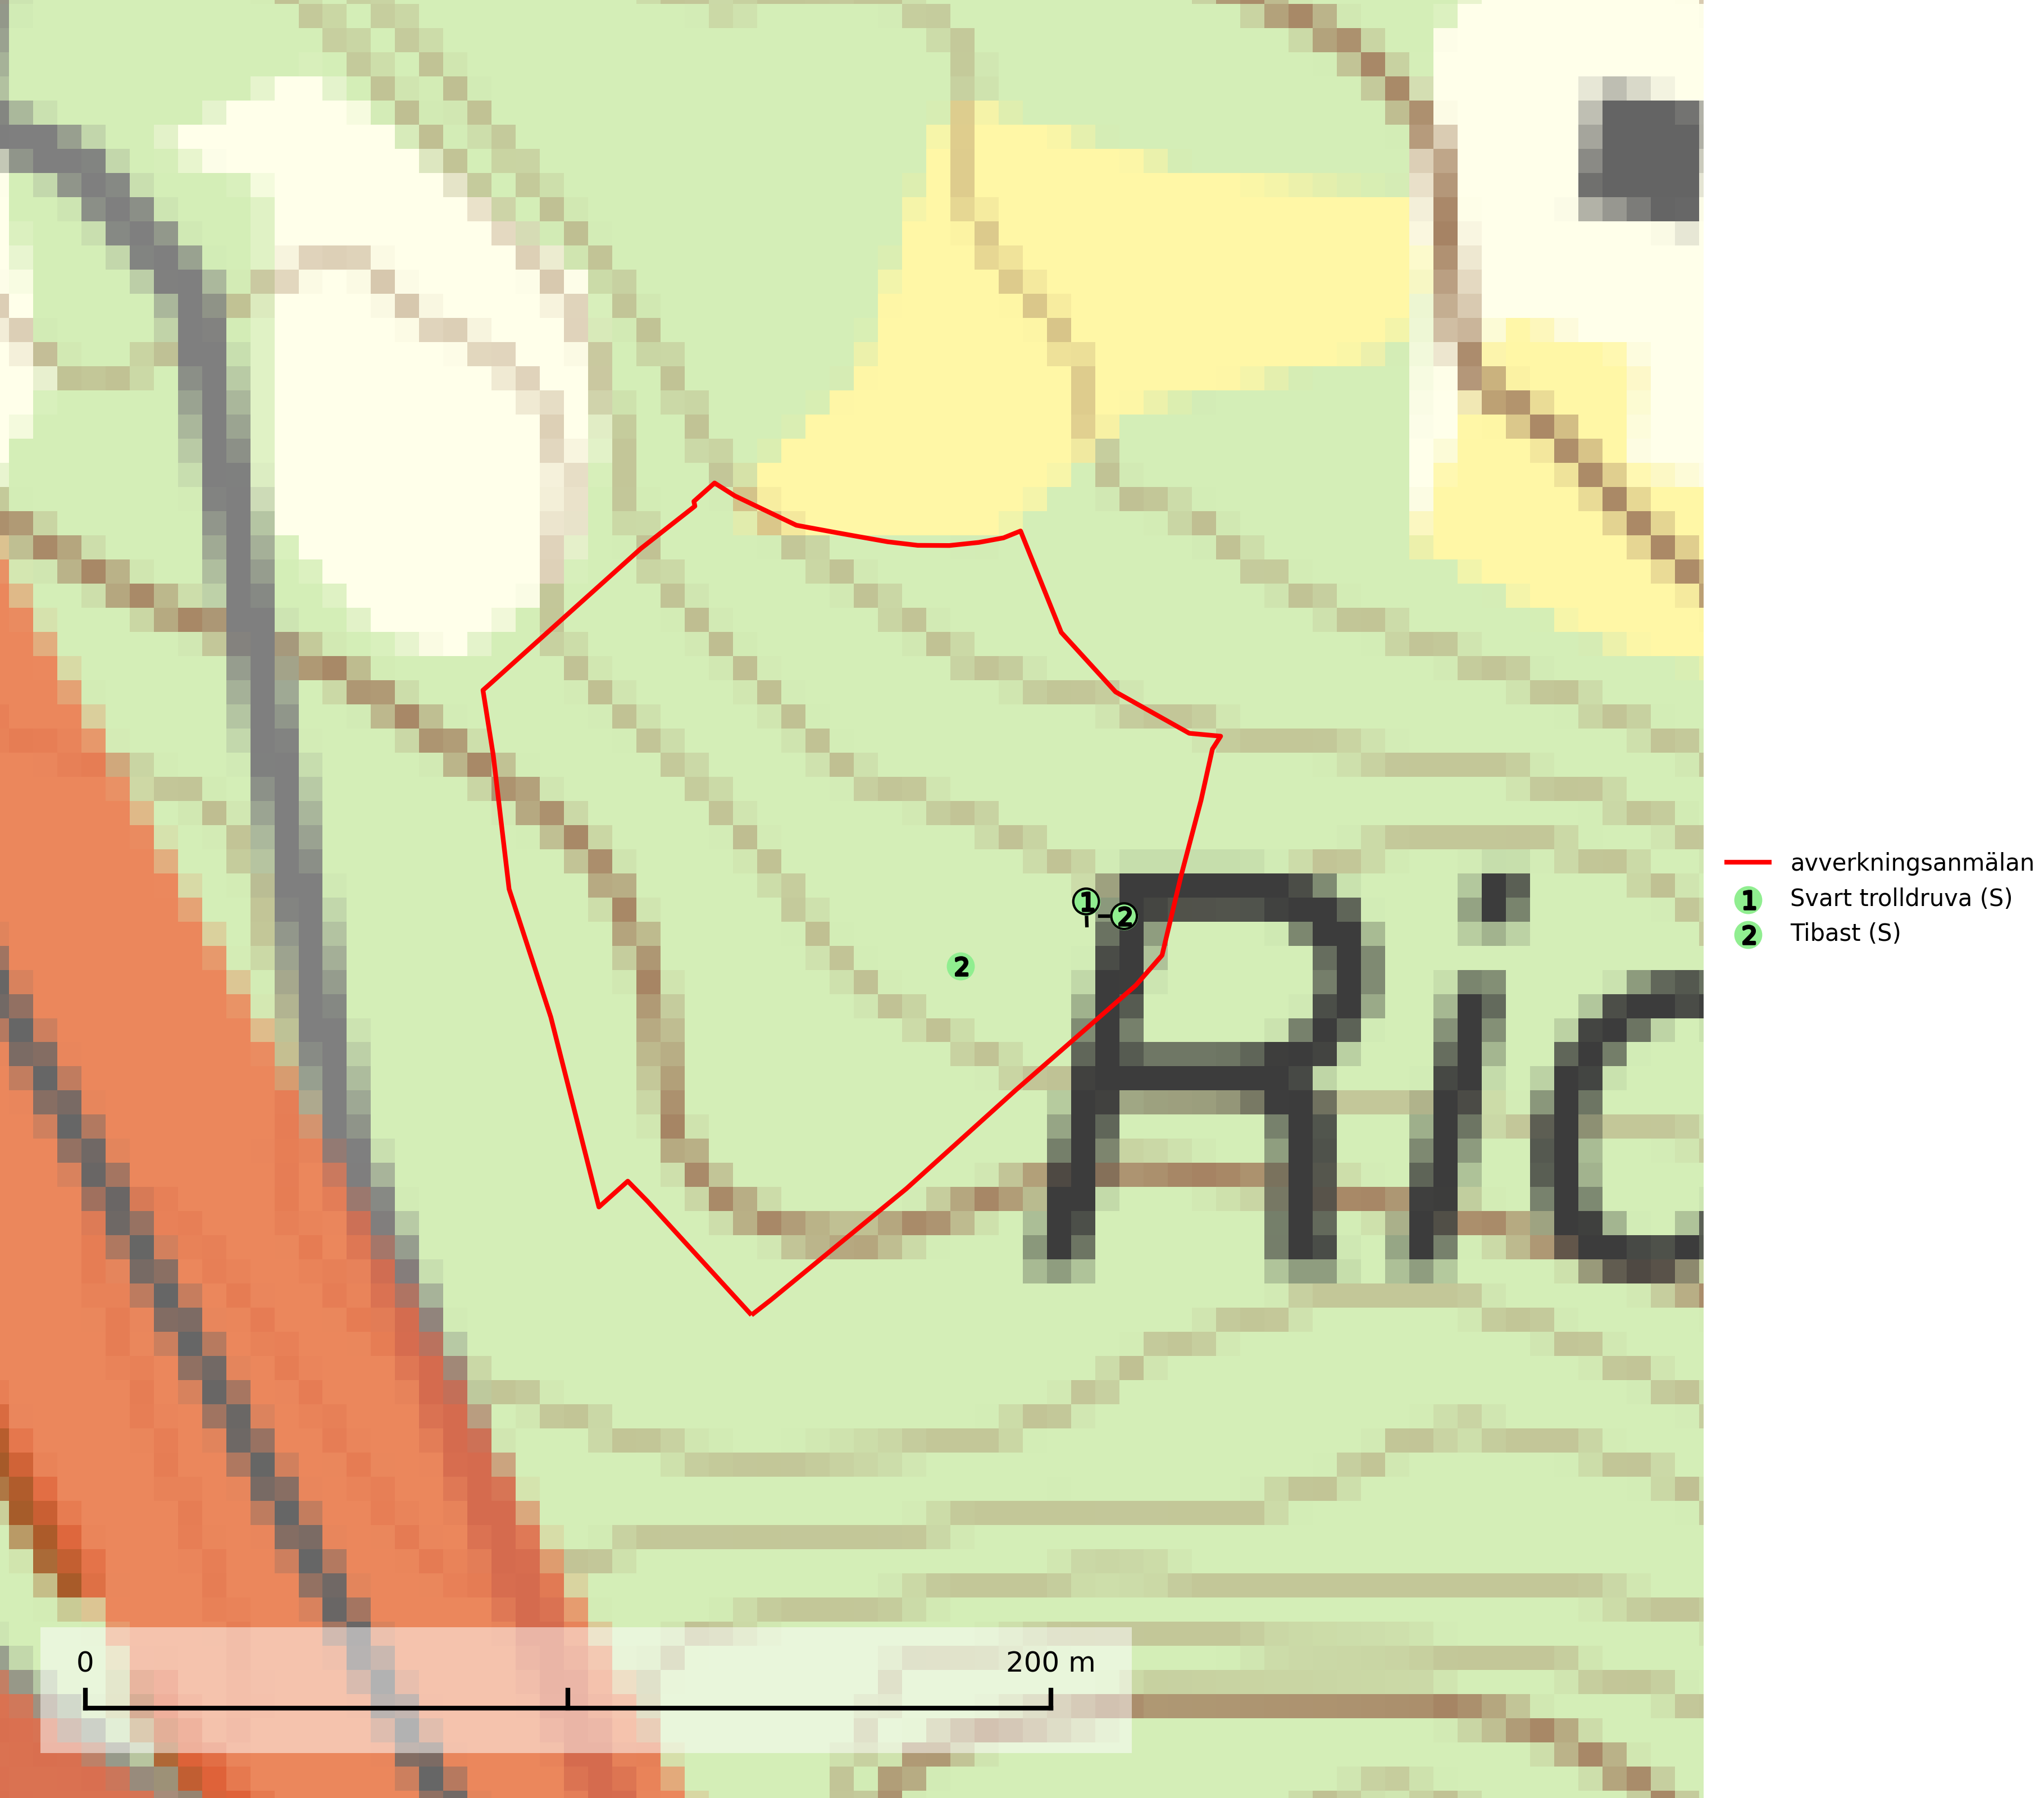 Ric
1
2
2
avverkningsanmälan
1 Svart trolldruva (S)
2 Tibast (S)
0 200 m